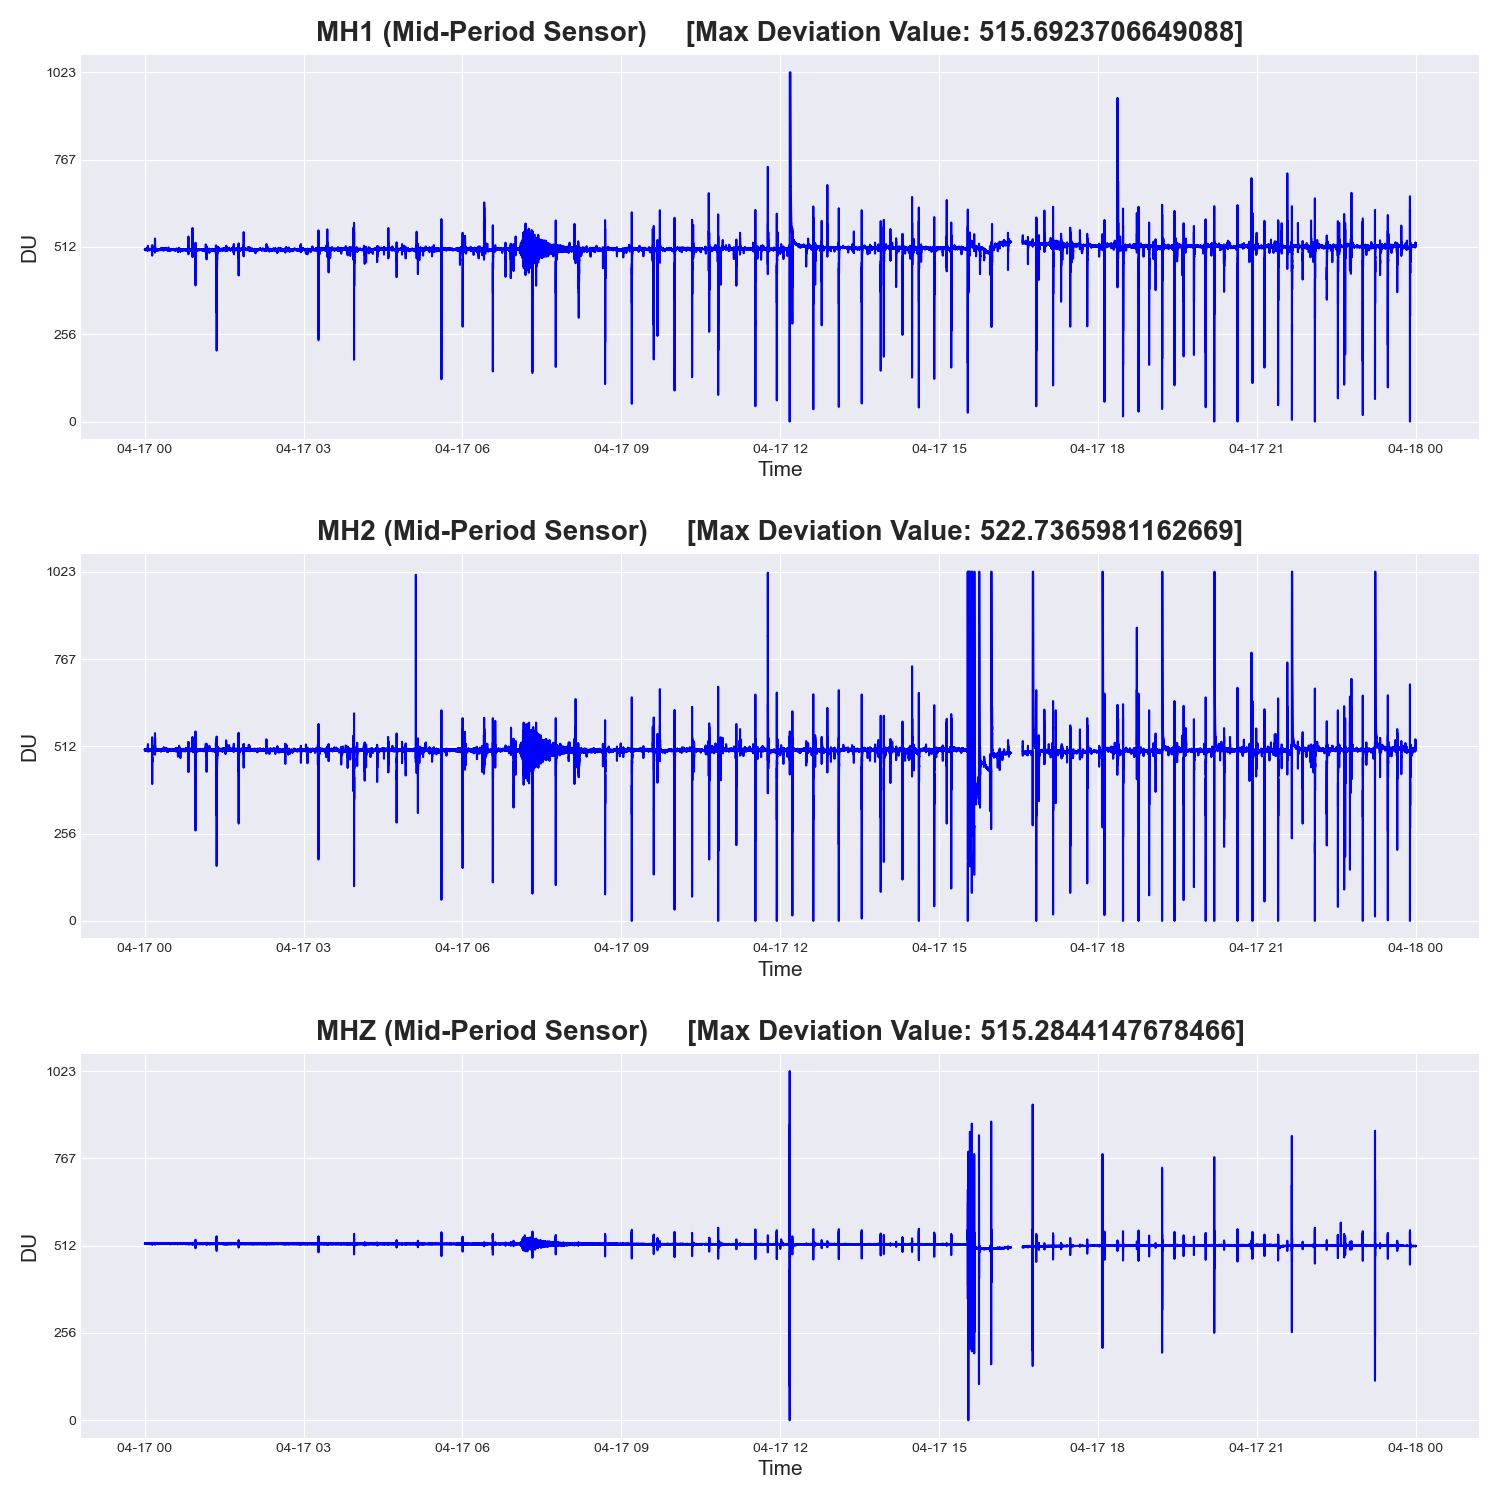 MH1 (Mid-Period Sensor) [Max Deviation Value: 515.6923706649088]
1023
767
512
256
0
DU
04-17 00 04-17 03 04-17 06 04-17 09 04-17 12 04-17 15 04-17 18 04-17 21 04-18 00
Time
MH2 (Mid-Period Sensor) [Max Deviation Value: 522.7365981162669]
1023
767
512
256
0
DU
04-17 00 04-17 03 04-17 06 04-17 09 04-17 12 04-17 15 04-17 18 04-17 21 04-18 00
Time
MHZ (Mid-Period Sensor) [Max Deviation Value: 515.2844147678466]
1023
767
512
256
0
DU
04-17 00 04-17 03 04-17 06 04-17 09 04-17 12 04-17 15 04-17 18 04-17 21 04-18 00
Time